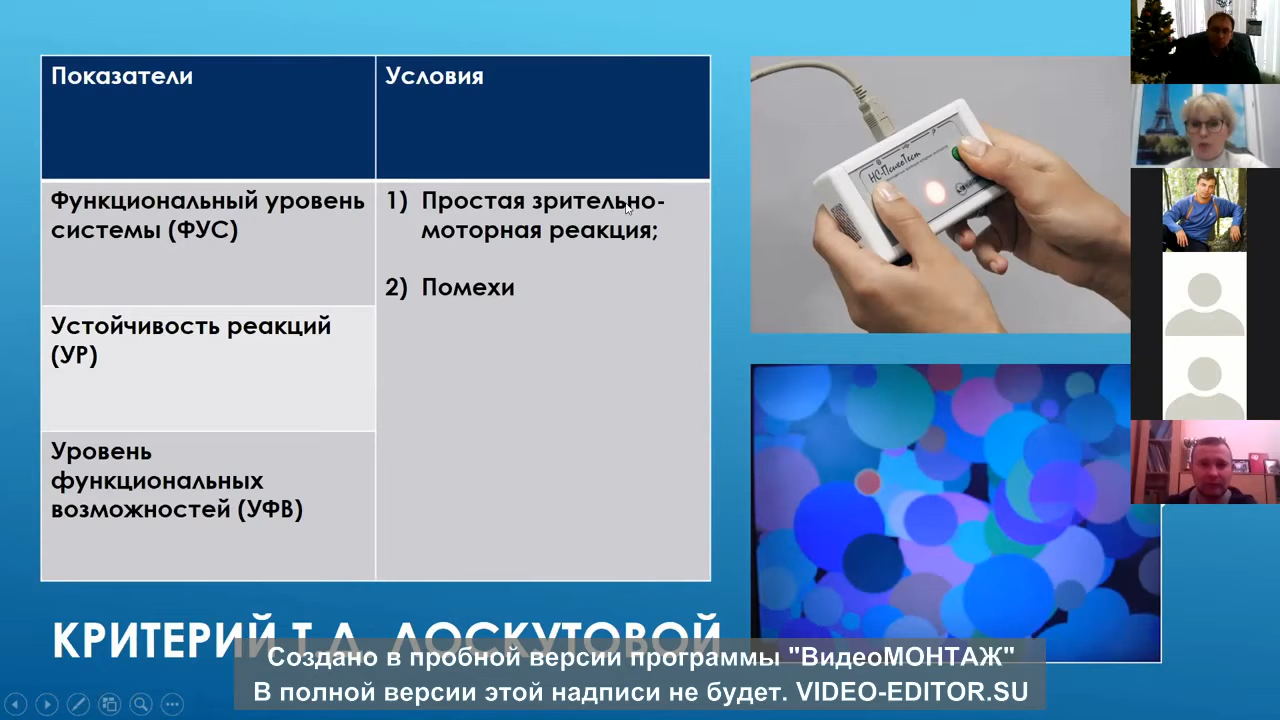 Показатели
Условия
Функциональный уровень
системы (ФУС)
1) Простая зрительно-
моторная реакция;
2) Помехи
Устойчивость реакций
(УР)
Уровень
функциональных
возможностей (УФВ)
НС-ПсихоТест
КРИТЕРИЙ Т.Д. ЛОСКУТОВОЙ
Создано в пробной версии программы "ВидеоМОНТАЖ"
В полной версии этой надписи не будет. VIDEO-EDITOR.SU